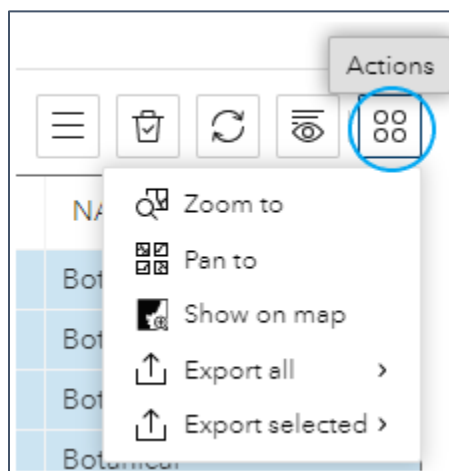 Actions
NA
Zoom to
Bot
Pan to
Bot
Show on map
Bot
Export all
Export selected
Botanical